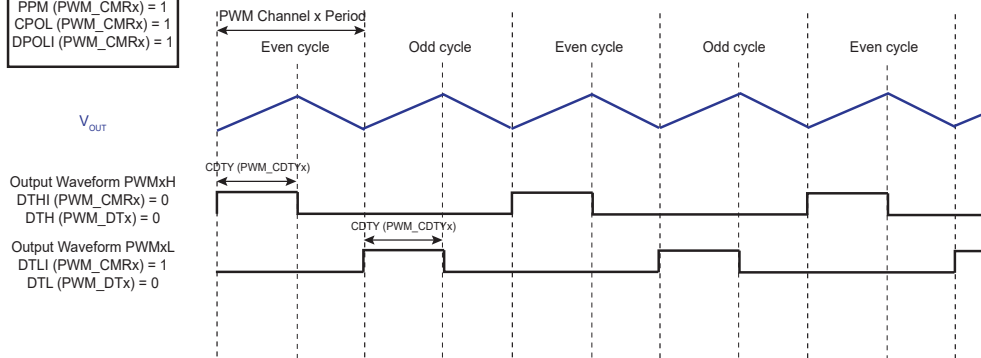 PPM (PWM_CMRx) = 1
CPOL (PWM_CMRx) = 1
DPOLI (PWM_CMRx) = 1
PWM Channel x Period
Even cycle
Odd cycle
Even cycle
Odd cycle
Even cycle
VOUT
CDTY (PWM_CDTYx)
Output Waveform PWMxH
DTHI (PWM_CMRx) = 0
DTH (PWM_DTx) = 0
CDTY (PWM_CDTYx)
Output Waveform PWMxL
DTLI (PWM_CMRx) = 1
DTL (PWM_DTx) = 0